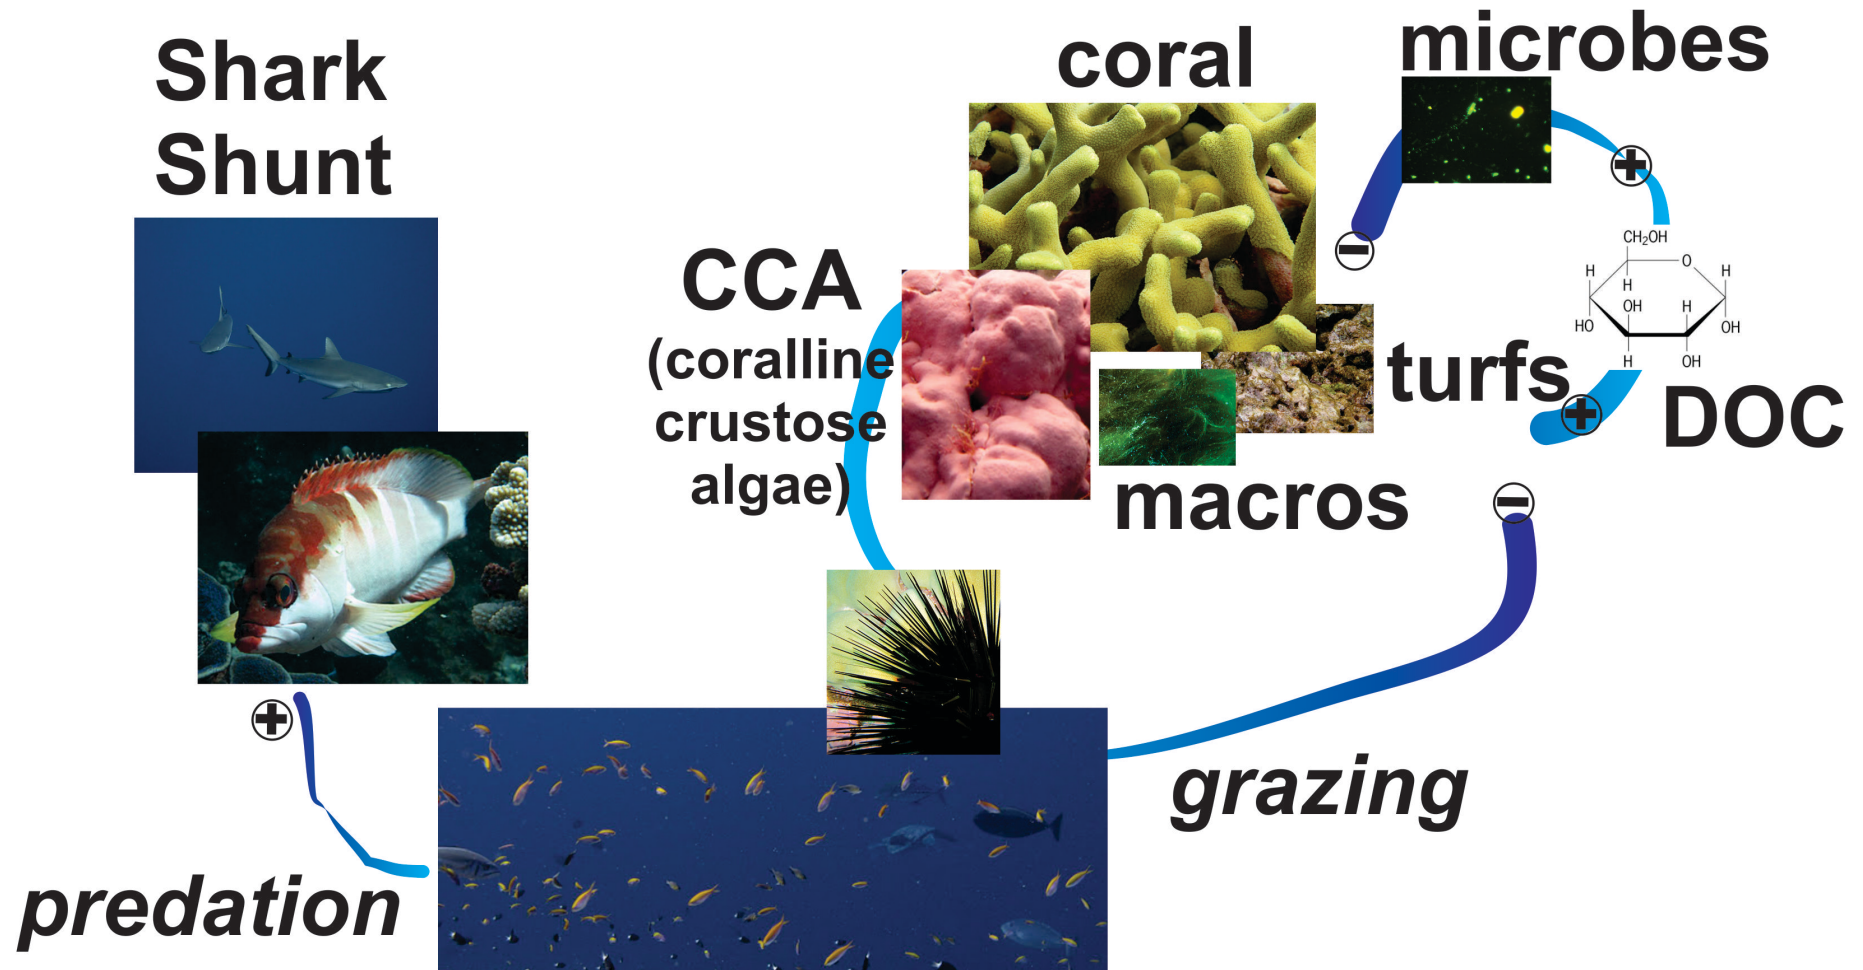 Shark
Shunt
coral
microbes
CCA
(coralline
crustose
algae)
turfs
macros
DOC
CH₂OH
O
H
H
H
OH
H
HO
OH
H
OH
predation
grazing